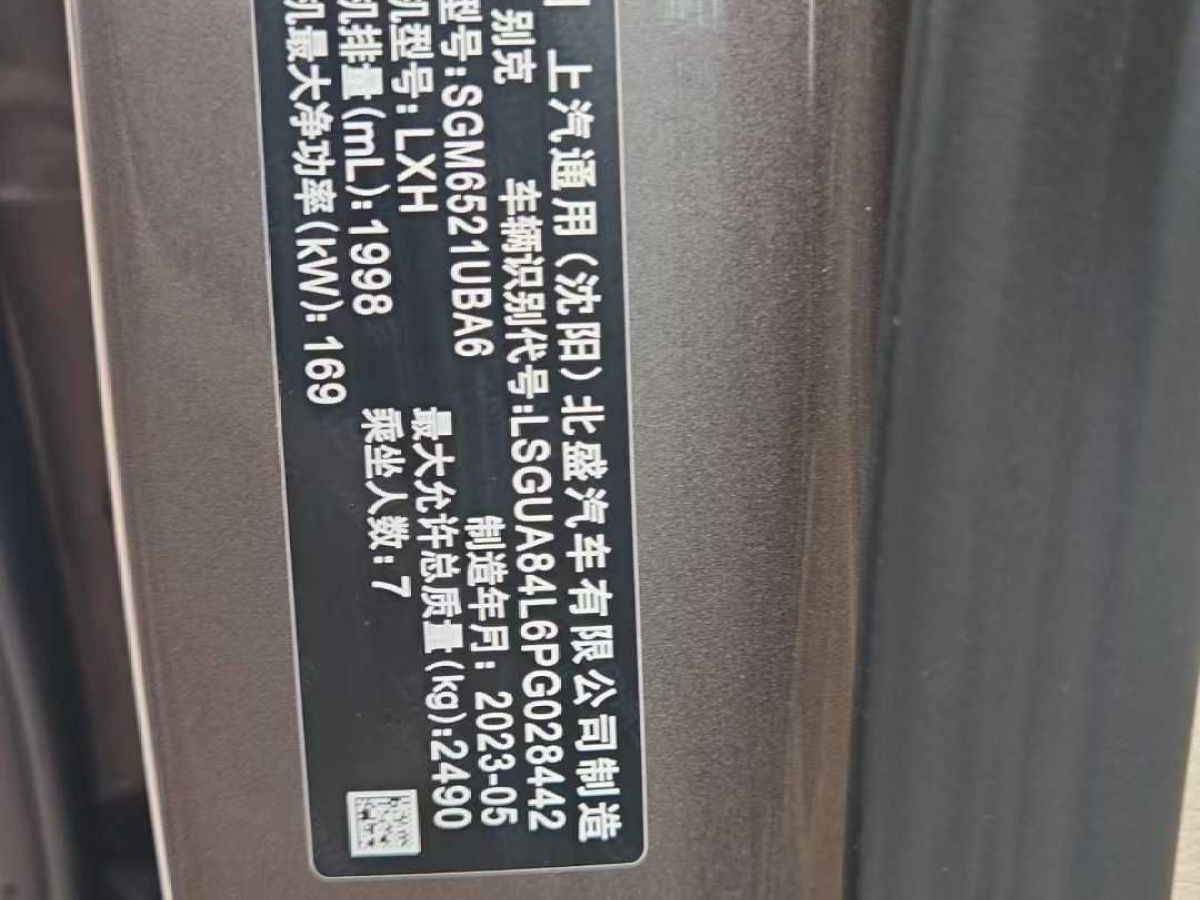 上汽通用(沈阳)北盛汽车有限公司制造
别克 车辆识别代号:LSGUA84L6PG028442
型号:SGM6521UBA6 制造年月:2023-05
机型号:LXH 最大允许总质量(kg):2490
机排量(mL):1998 乘坐人数:7
机最大净功率(kW):169